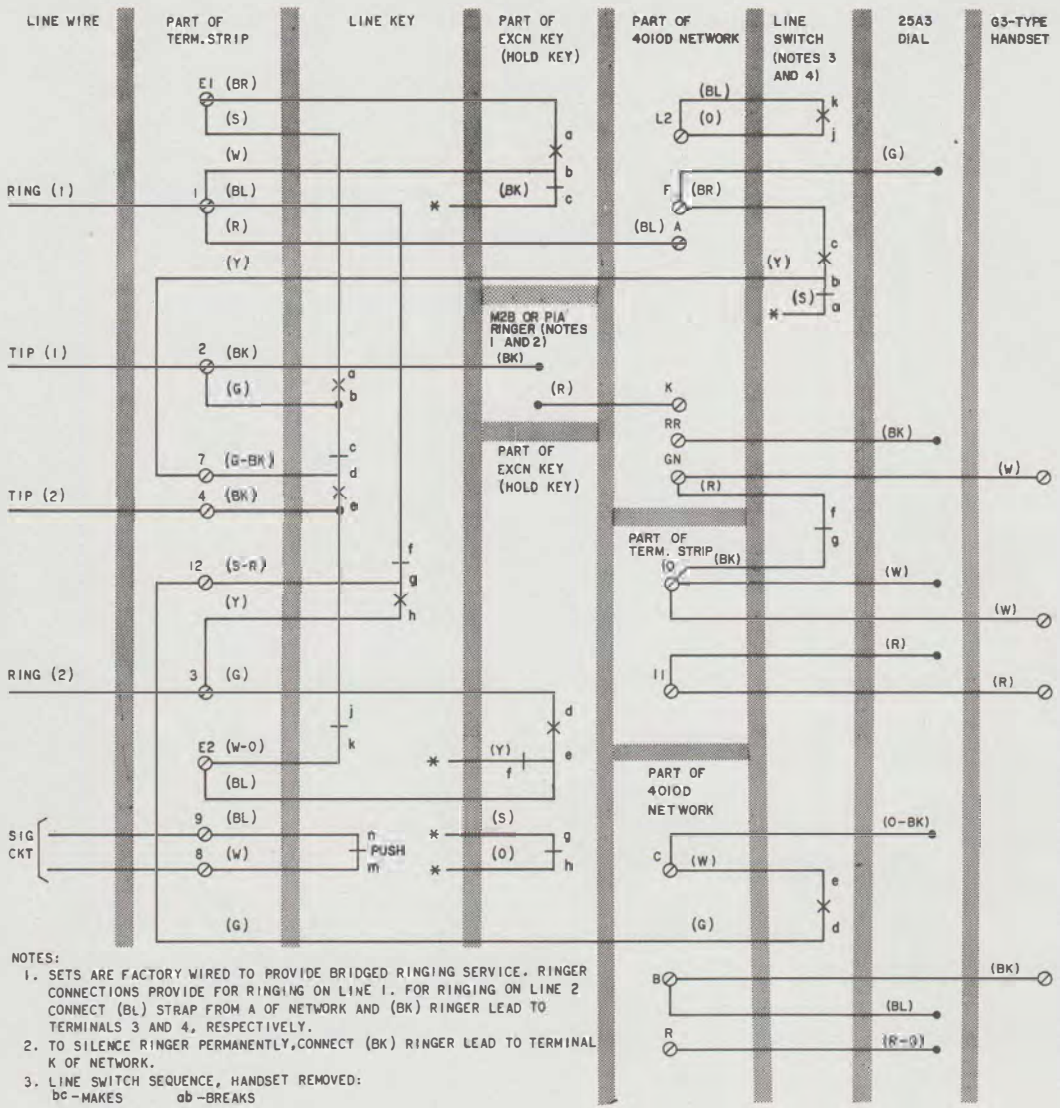 LINE WIRE
PART OF
TERM.STRIP
LINE KEY
PART OF
EXCN KEY
(HOLD KEY)
PART OF
4010D NETWORK
LINE
SWITCH
(NOTES 3
AND 4)
25A3
DIAL
G3-TYPE
HANDSET
E1 (BR)
(S)
(W)
RING (1)
1
(BL)
(R)
(Y)
a
b
(BK)
c
*
L2
(BL)
(O)
k
j
(G)
F
(BR)
(BL) A
c
(Y)
b
(S)
a
*
M2B OR P1A
RINGER (NOTES
1 AND 2)
(BK)
TIP (1)
2
(BK)
(G)
a
b
(R)
K
RR
(BK)
PART OF
EXCN KEY
(HOLD KEY)
c
7
(G-BK)
d
GN
(W)
(R)
TIP (2)
4
(BK)
e
f
g
PART OF
TERM. STRIP
10
(BK)
(W)
(W)
12
(S-R)
f
g
(Y)
h
(R)
11
(R)
RING (2)
3
(G)
d
j
E2 (W-O)
k
*
(Y)
f
e
(BL)
PART OF
4010D
NETWORK
SIG
CKT
9
(BL)
n
PUSH
8
(W)
m
*
(S)
g
*
(O)
h
(O-BK)
C
(W)
e
d
(G)
(G)
B
(BK)
(BL)
R
NOTES:
1. SETS ARE FACTORY WIRED TO PROVIDE BRIDGED RINGING SERVICE. RINGER
CONNECTIONS PROVIDE FOR RINGING ON LINE 1. FOR RINGING ON LINE 2
CONNECT (BL) STRAP FROM A OF NETWORK AND (BK) RINGER LEAD TO
TERMINALS 3 AND 4, RESPECTIVELY.
2. TO SILENCE RINGER PERMANENTLY,CONNECT (BK) RINGER LEAD TO TERMINAL
K OF NETWORK.
3. LINE SWITCH SEQUENCE, HANDSET REMOVED:
bc -MAKES ab -BREAKS